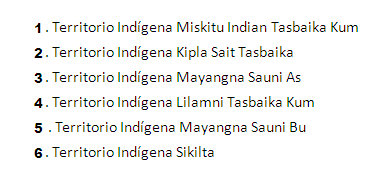 1. Territorio Indígena Miskitu Indian Tasbaika Kum
2. Territorio Indígena Kipla Sait Tasbaika
3. Territorio Indígena Mayangna Sauni As
4. Territorio Indígena Lilamni Tasbaika Kum
5 . Territorio Indígena Mayangna Sauni Bu
6. Territorio Indígena Sikilta